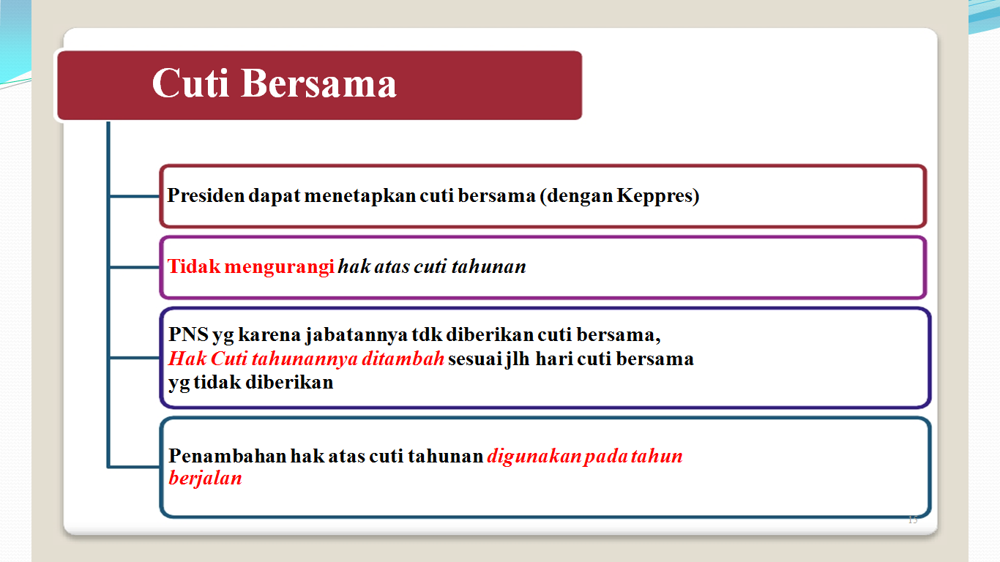 Cuti Bersama
Presiden dapat menetapkan cuti bersama (dengan Keppres)
Tidak mengurangi hak atas cuti tahunan
PNS yg karena jabatannya tdk diberikan cuti bersama,
Hak Cuti tahunannya ditambah sesuai jlh hari cuti bersama
yg tidak diberikan
Penambahan hak atas cuti tahunan digunakan pada tahun
berjalan
15